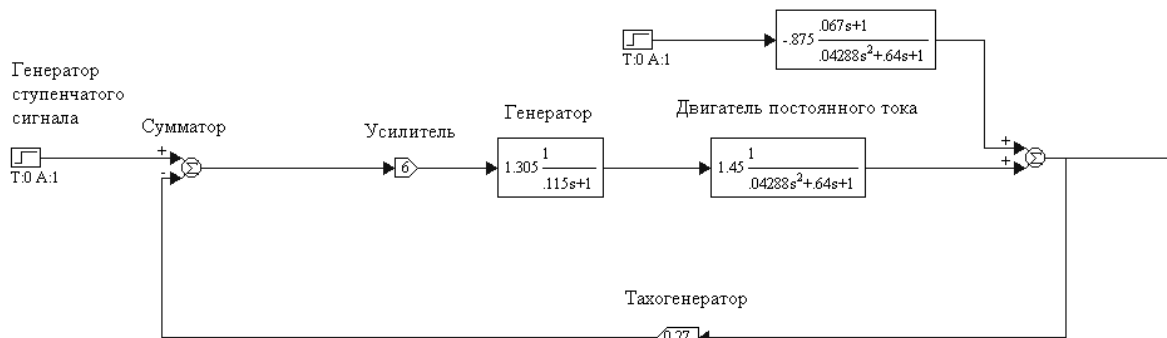 .067s+1
-.875
.04288s²+.64s+1
T:0 A:1
Генератор
ступенчатого
сигнала
Сумматор
Усилитель
Генератор
Двигатель постоянного тока
+
-
T:0 A:1
Σ
6
1
1.305
.115s+1
1
1.45
.04288s²+.64s+1
+
+
Σ
Тахогенератор
0.27